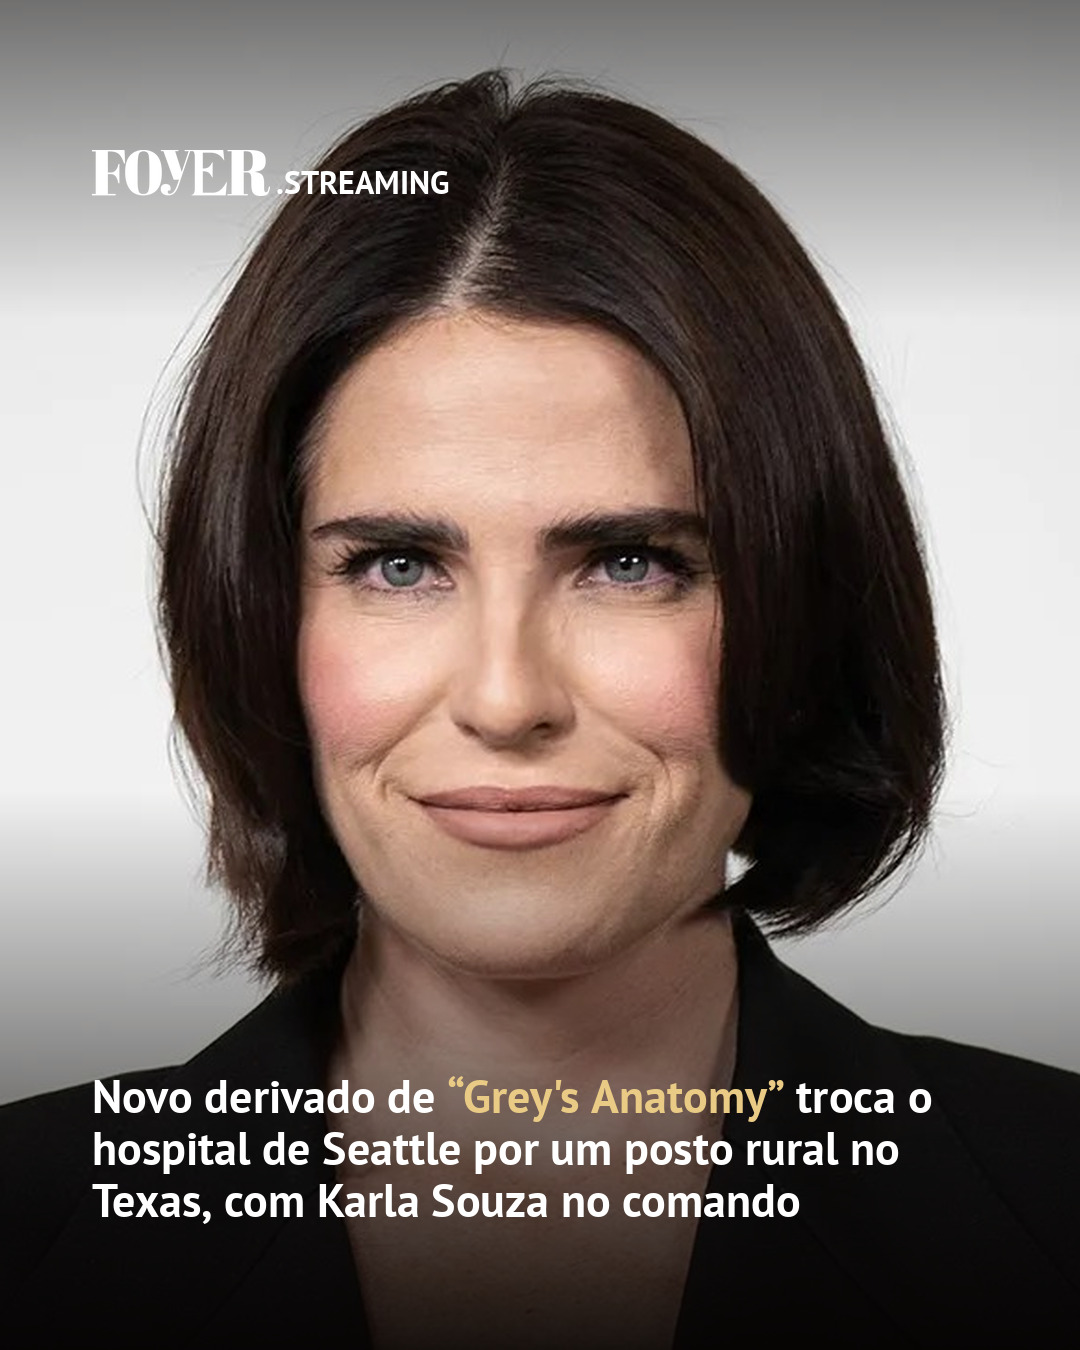 FOYER .STREAMING
Novo derivado de “Grey's Anatomy” troca o
hospital de Seattle por um posto rural no
Texas, com Karla Souza no comando